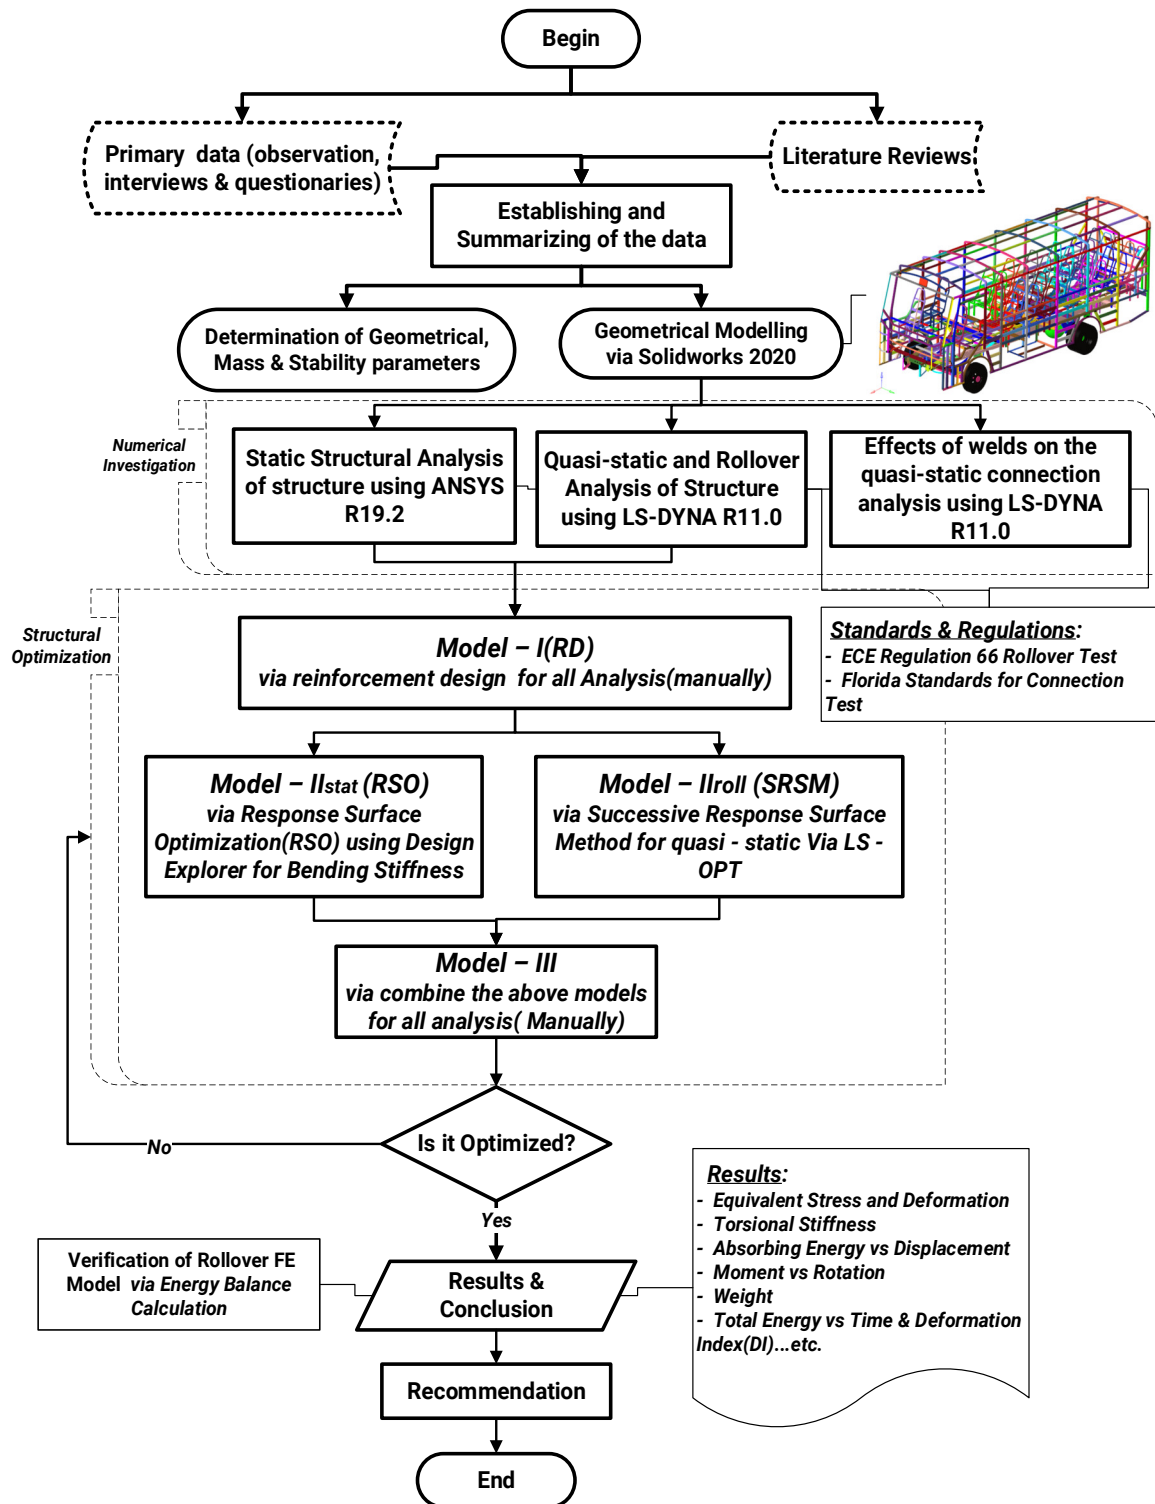 Begin
Primary data (observation,
interviews & questionaries)
Literature Reviews
Establishing and
Summarizing of the data
Determination of Geometrical,
Mass & Stability parameters
Geometrical Modelling
via Solidworks 2020
Numerical
Investigation
Static Structural Analysis
of structure using ANSYS
R19.2
Quasi-static and Rollover
Analysis of Structure
using LS-DYNA R11.0
Effects of welds on the
quasi-static connection
analysis using LS-DYNA
R11.0
Standards & Regulations:
- ECE Regulation 66 Rollover Test
- Florida Standards for Connection
Test
Structural
Optimization
Model – I(RD)
via reinforcement design for all Analysis(manually)
Model – IIstat (RSO)
via Response Surface
Optimization(RSO) using Design
Explorer for Bending Stiffness
Model – IIroll (SRSM)
via Successive Response Surface
Method for quasi - static Via LS -
OPT
Model – III
via combine the above models
for all analysis( Manually)
Is it Optimized?
No
Yes
Verification of Rollover FE
Model via Energy Balance
Calculation
Results &
Conclusion
Results:
- Equivalent Stress and Deformation
- Torsional Stiffness
- Absorbing Energy vs Displacement
- Moment vs Rotation
- Weight
- Total Energy vs Time & Deformation
Index(DI)...etc.
Recommendation
End